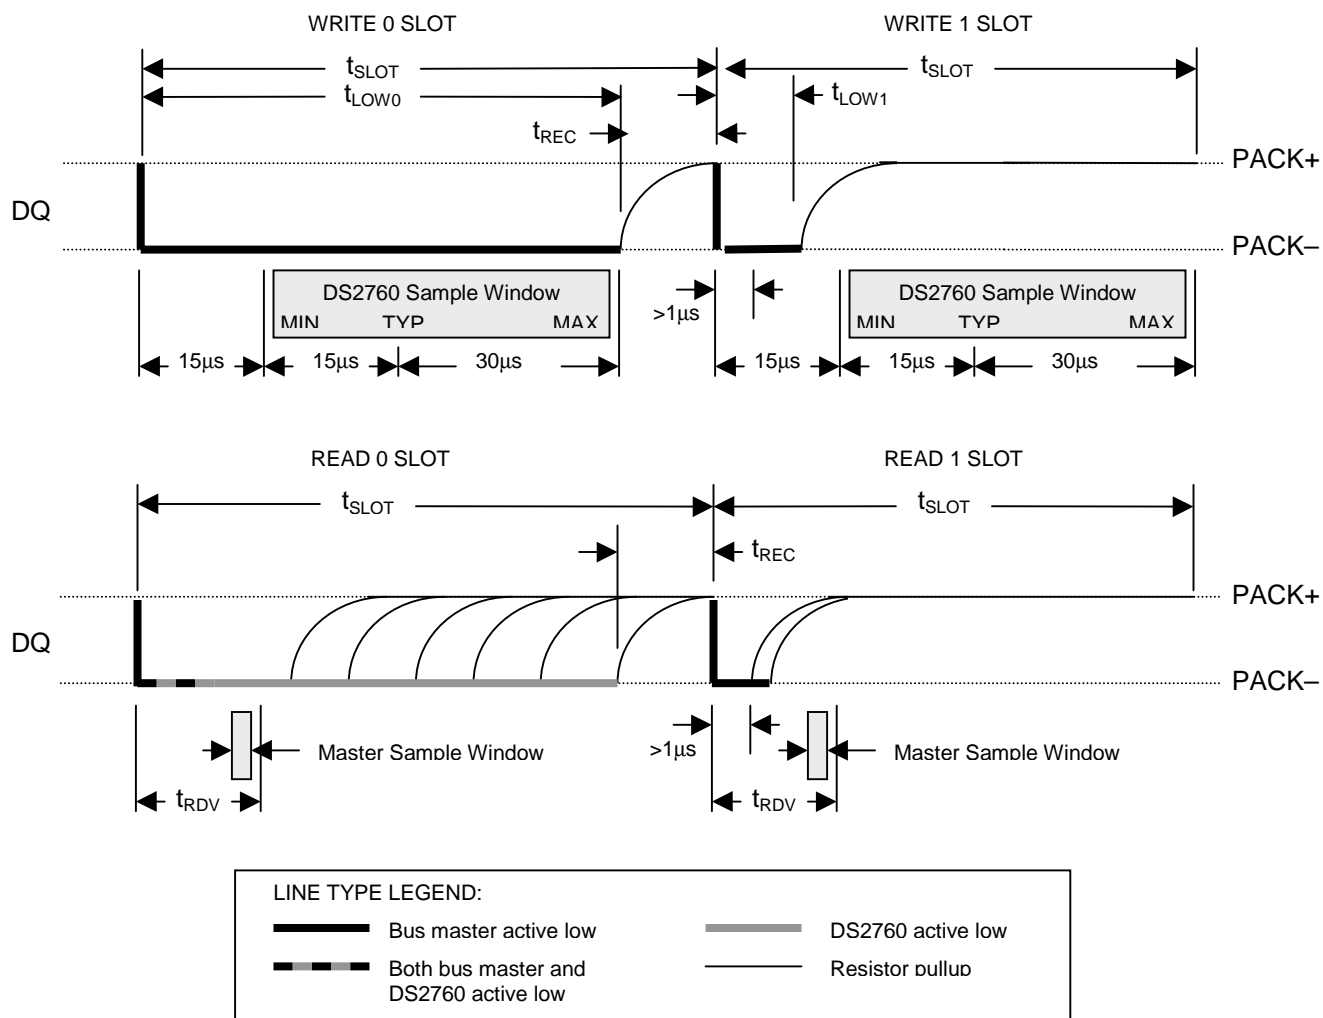 WRITE 0 SLOT WRITE 1 SLOT
tSLOT tSLOT
tLOW0 tLOW1
tREC
PACK+
DQ
PACK–
DS2760 Sample Window DS2760 Sample Window
>1µs
MIN TYP MAX MIN TYP MAX
15µs 15µs 30µs 15µs 15µs 30µs
READ 0 SLOT READ 1 SLOT
tSLOT tSLOT
tREC
PACK+
DQ
PACK–
Master Sample Window >1µs Master Sample Window
tRDV tRDV
LINE TYPE LEGEND:
Bus master active low DS2760 active low
Both bus master and Resistor pullup
DS2760 active low